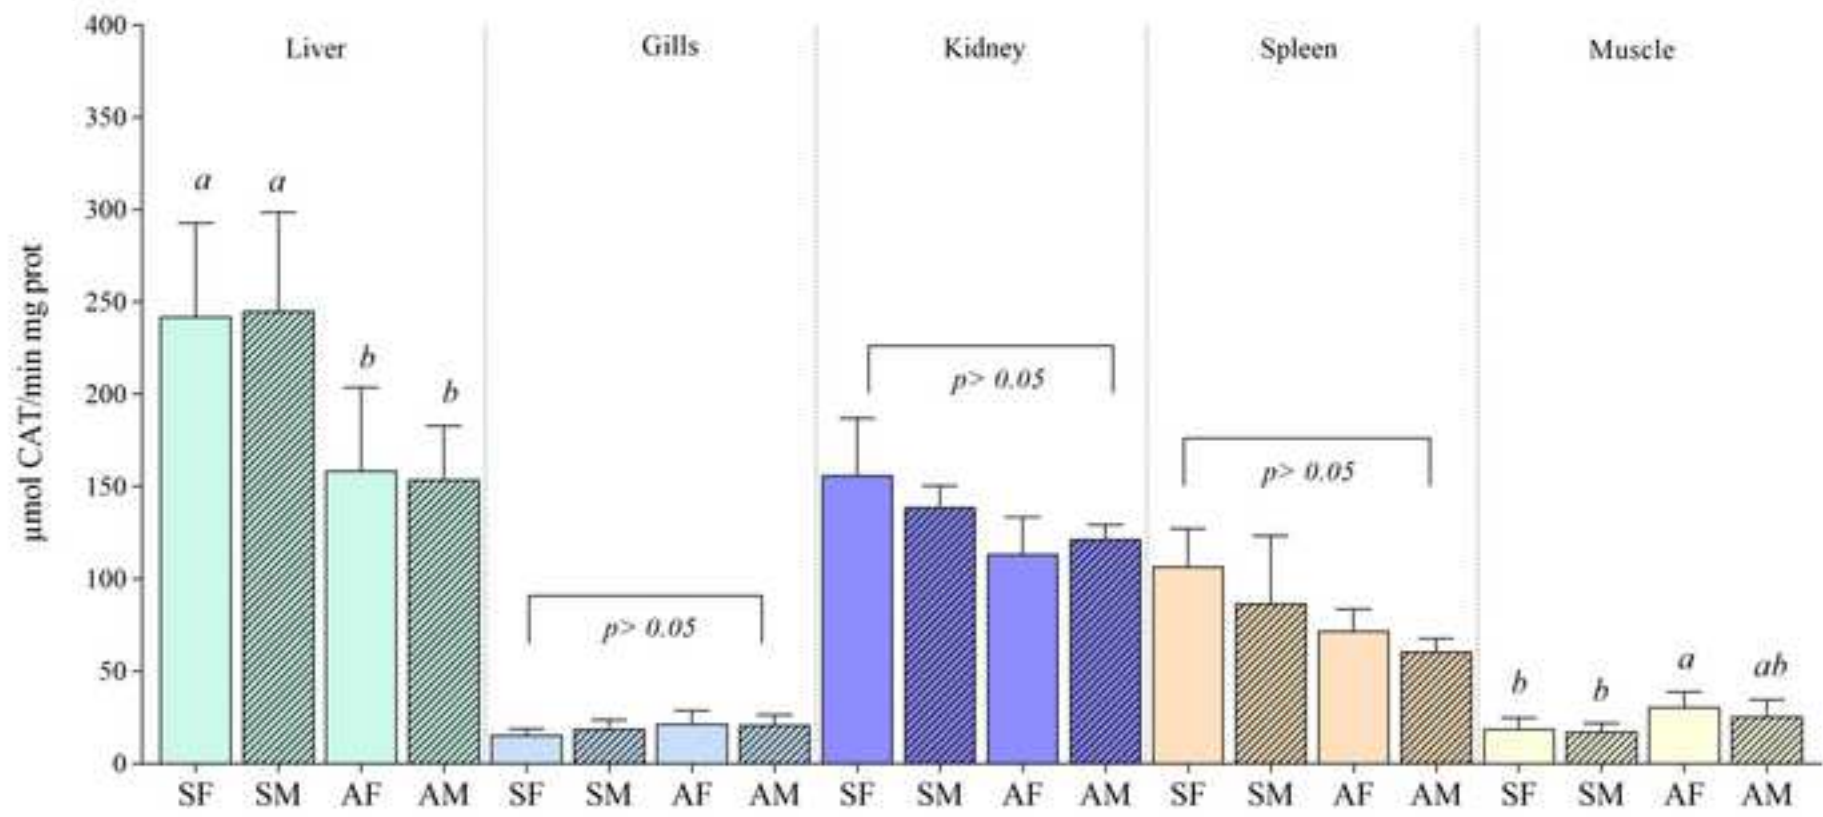 µmol CAT/min mg prot
400
350
300
250
200
150
100
50
0
Liver
Gills
Kidney
Spleen
Muscle
a
a
b
b
p> 0.05
p> 0.05
p> 0.05
b
b
a
ab
SF SM AF AM SF SM AF AM SF SM AF AM SF SM AF AM SF SM AF AM